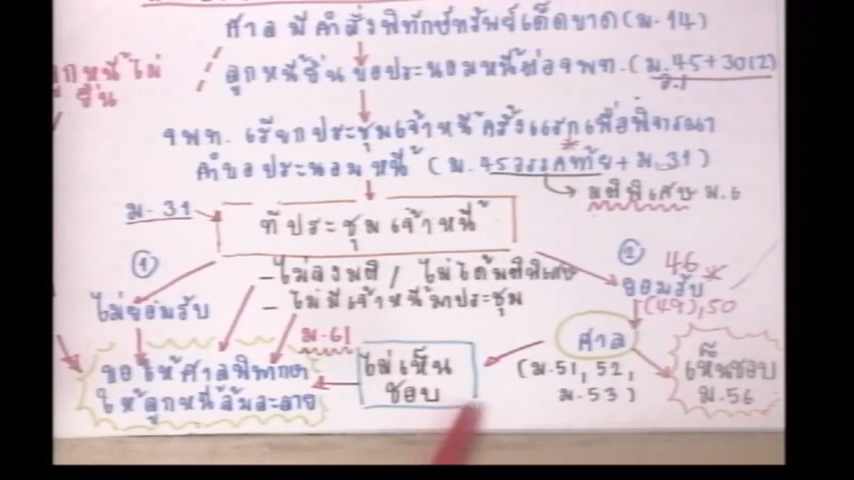 ศาล มี คำ สั่ง พิทักษ์ทรัพย์เด็ดขาด (ม.14)
ลูกหนี้ไม่
ยื่น
ลูกหนี้ยื่น ขอประนอมหนี้ต่อ จพท. (ม.45+30(2)
ว.1
จพท. เรียกประชุมเจ้าหนี้ ครั้งแรก เพื่อพิจารณา
คำขอ ประนอม หนี้ (ม.45วรรคท้าย + ม.31)
มติพิเศษ ม.6
ม.31
ที่ประชุม เจ้าหนี้
①
②
46
- ไม่ลงมติ / ไม่ได้มติพิเศษ
ยอมรับ
ไม่ยอมรับ
- ไม่มีเจ้าหนี้มาประชุม
(49),50
ม.61
ศาล
ขอให้ศาลพิพากษา
ให้ลูกหนี้ล้มละลาย
ไม่เห็น
ชอบ
(ม.51, 52,
ม.53)
เห็นชอบ
ม.56